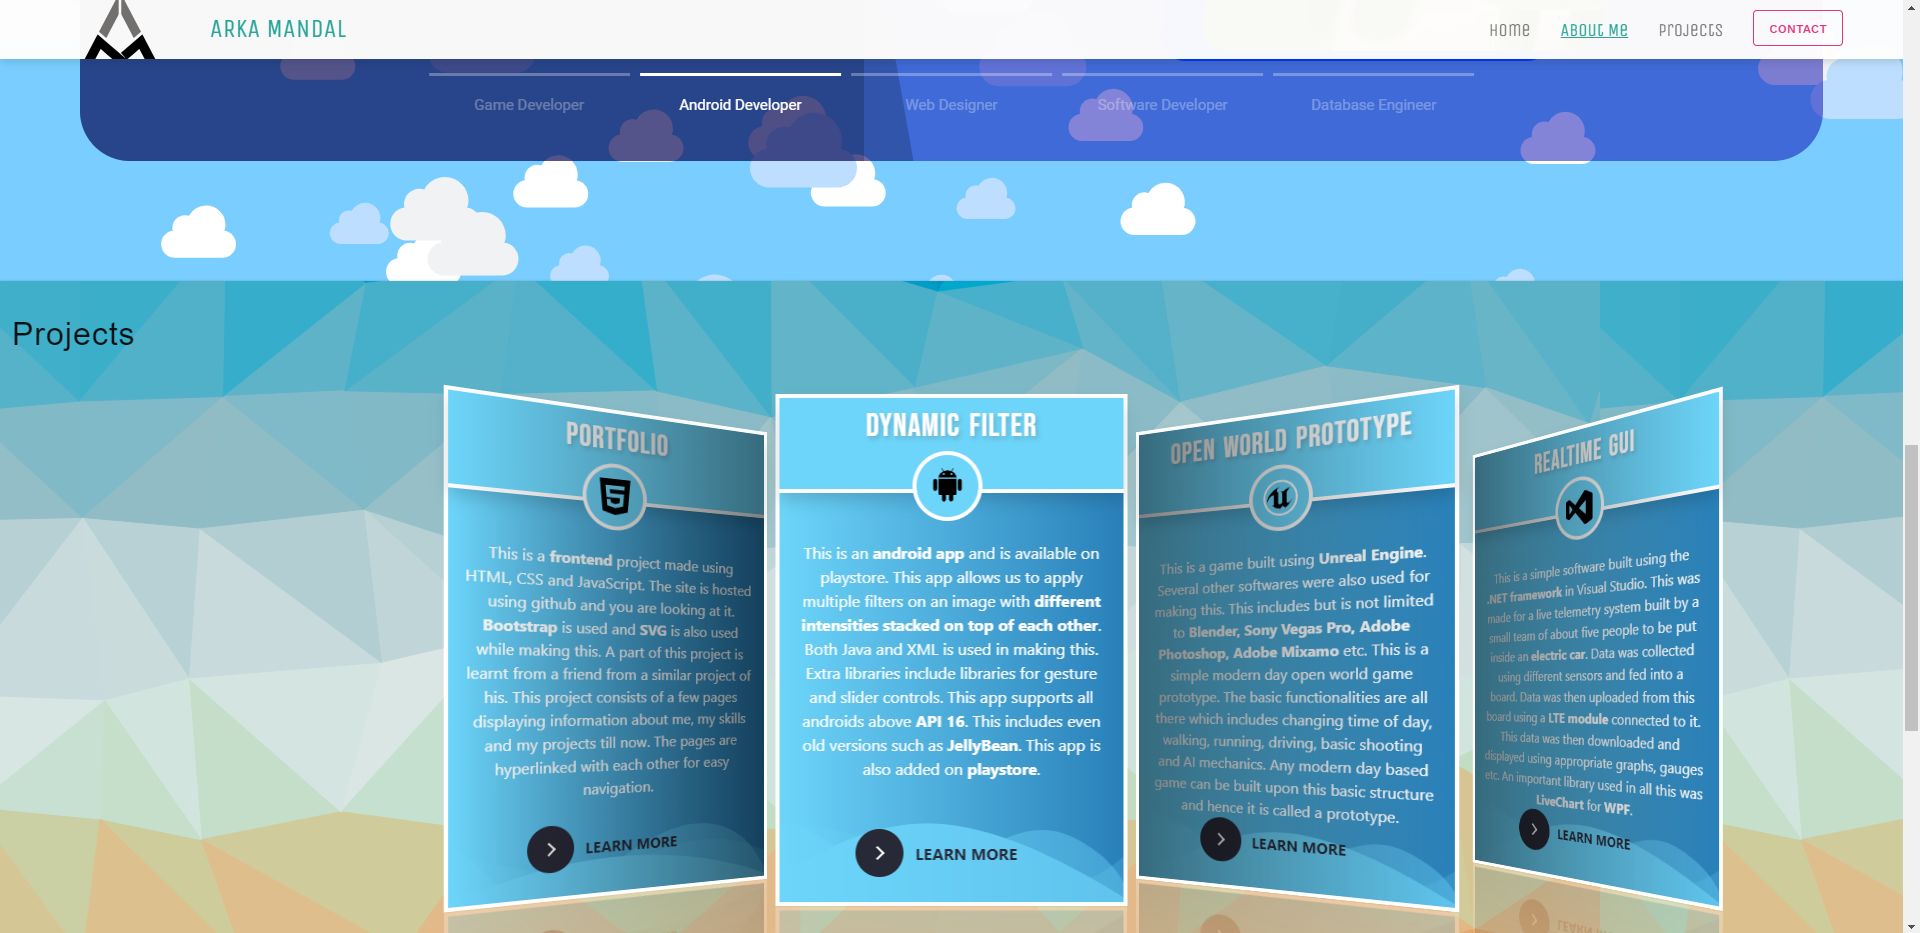 ARKA MANDAL
Home
About Me
Projects
CONTACT
Game Developer
Android Developer
Web Designer
Software Developer
Database Engineer
Projects
PORTFOLIO
This is a frontend project made using
HTML, CSS and JavaScript. The site is hosted
using github and you are looking at it.
Bootstrap is used and SVG is also used
while making this. A part of this project is
learnt from a friend from a similar project of
his. This project consists of a few pages
displaying information about me, my skills
and my projects till now. The pages are
hyperlinked with each other for easy
navigation.
LEARN MORE
DYNAMIC FILTER
This is an android app and is available on
playstore. This app allows us to apply
multiple filters on an image with different
intensities stacked on top of each other.
Both Java and XML is used in making this.
Extra libraries include libraries for gesture
and slider controls. This app supports all
androids above API 16. This includes even
old versions such as JellyBean. This app is
also added on playstore.
LEARN MORE
OPEN WORLD PROTOTYPE
This is a game built using Unreal Engine.
Several other softwares were also used for
making this. This includes but is not limited
to Blender, Sony Vegas Pro, Adobe
Photoshop, Adobe Mixamo etc. This is a
simple modern day open world game
prototype. The basic functionalities are all
there which includes changing time of day,
walking, running, driving, basic shooting
and AI mechanics. Any modern day based
game can be built upon this basic structure
and hence it is called a prototype.
LEARN MORE
REALTIME GUI
This is a simple software built using the
.NET framework in Visual Studio. This was
made for a live telemetry system built by a
small team of about five people to be put
inside an electric car. Data was collected
using different sensors and fed into a
board. Data was then uploaded from this
board using a LTE module connected to it.
This data was then downloaded and
displayed using appropriate graphs, gauges
etc. An important library used in all this was
LiveChart for WPF.
LEARN MORE